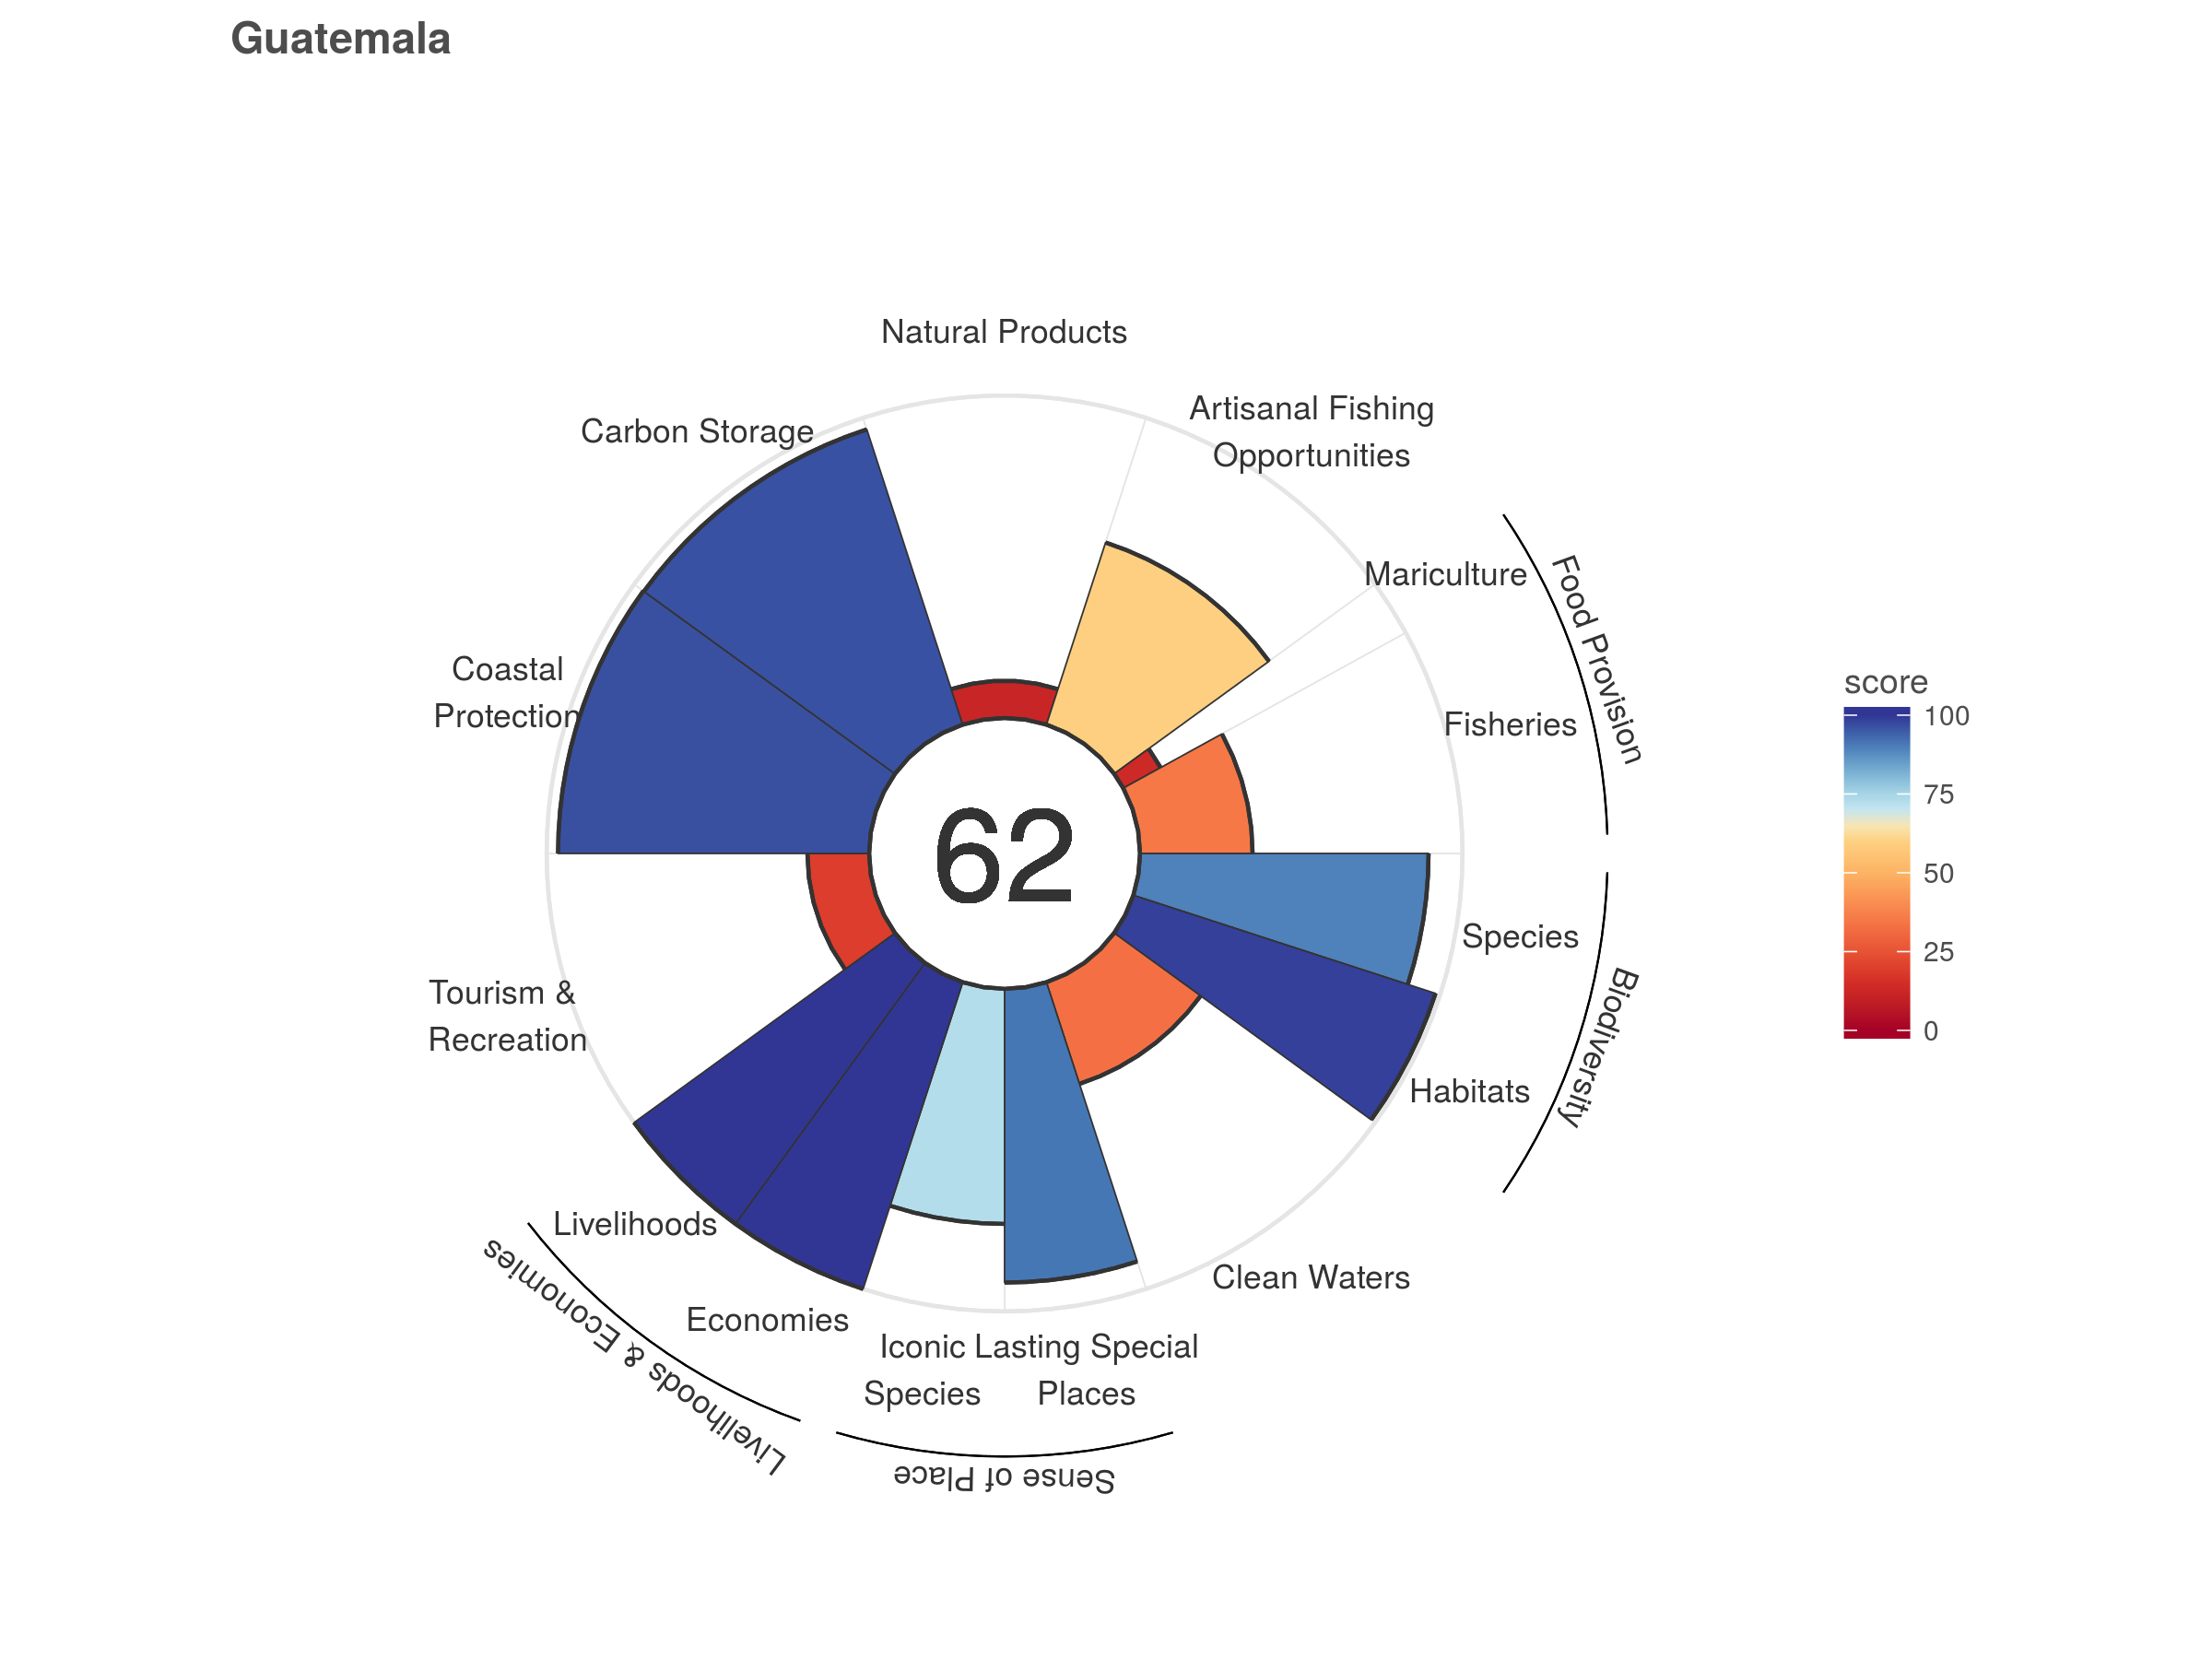 Guatemala
Natural Products
Artisanal Fishing
Opportunities
Carbon Storage
Mariculture
Food Provision
Coastal
Protection
Fisheries
62
Species
Biodiversity
Tourism &
Recreation
Habitats
Livelihoods
Livelihoods & Economies
Economies
Clean Waters
Iconic
Species
Lasting Special
Places
Sense of Place
score
100
75
50
25
0